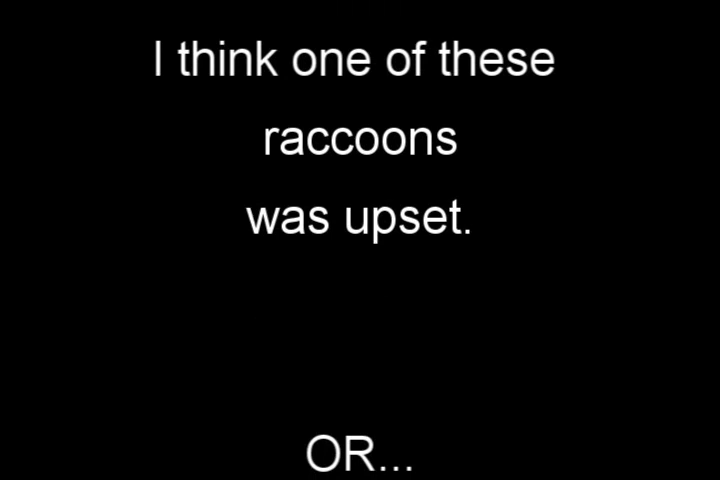 I think one of these
raccoons
was upset.
OR...